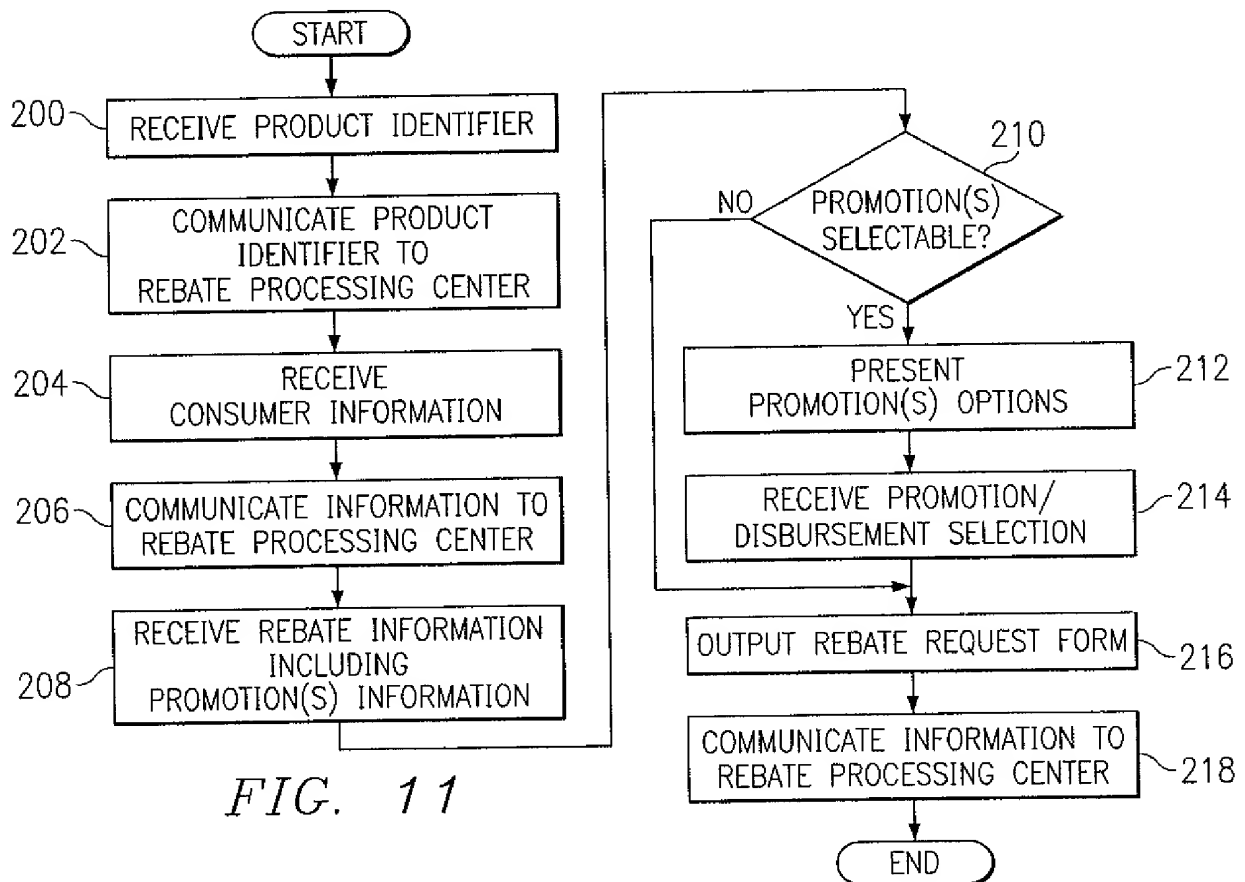 START
200
RECEIVE PRODUCT IDENTIFIER
202
COMMUNICATE PRODUCT
IDENTIFIER TO
REBATE PROCESSING CENTER
204
RECEIVE
CONSUMER INFORMATION
206
COMMUNICATE INFORMATION TO
REBATE PROCESSING CENTER
208
RECEIVE REBATE INFORMATION
INCLUDING
PROMOTION(S) INFORMATION
210
PROMOTION(S)
SELECTABLE?
NO
YES
PRESENT
PROMOTION(S) OPTIONS
212
RECEIVE PROMOTION/
DISBURSEMENT SELECTION
214
OUTPUT REBATE REQUEST FORM
216
COMMUNICATE INFORMATION TO
REBATE PROCESSING CENTER
218
END
FIG. 11